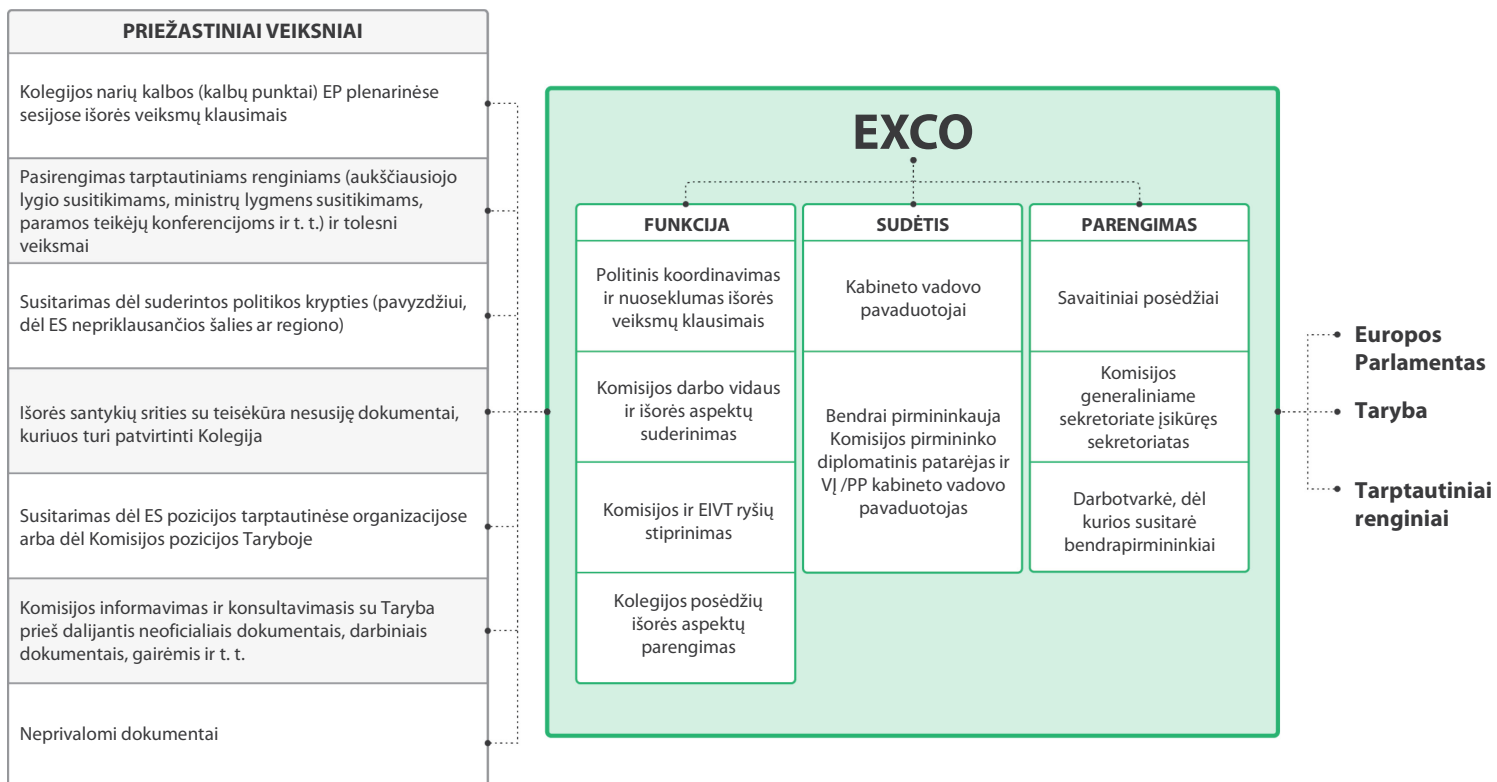 PRIEŽASTINIAI VEIKSNIAI
Kolegijos narių kalbos (kalbų punktai) EP plenarinėse
sesijose išorės veiksmų klausimais
Pasirengimas tarptautiniams renginiams (aukščiausiojo
lygio susitikimams, ministrų lygmens susitikimams,
paramos teikėjų konferencijoms ir t. t.) ir tolesni
veiksmai
Susitarimas dėl suderintos politikos krypties (pavyzdžiui,
dėl ES nepriklausančios šalies ar regiono)
Išorės santykių srities su teisėkūra nesusiję dokumentai,
kuriuos turi patvirtinti Kolegija
Susitarimas dėl ES pozicijos tarptautinėse organizacijose
arba dėl Komisijos pozicijos Taryboje
Komisijos informavimas ir konsultavimasis su Taryba
prieš dalijantis neoficialiais dokumentais, darbiniais
dokumentais, gairėmis ir t. t.
Neprivalomi dokumentai
EXCO
FUNKCIJA
Politinis koordinavimas
ir nuoseklumas išorės
veiksmų klausimais
Komisijos darbo vidaus
ir išorės aspektų
suderinimas
Komisijos ir EIVT ryšių
stiprinimas
Kolegijos posėdžių
išorės aspektų
parengimas
SUDĖTIS
Kabineto vadovo
pavaduotojai
Bendrai pirmininkauja
Komisijos pirmininko
diplomatinis patarėjas ir
VĮ /PP kabineto vadovo
pavaduotojas
PARENGIMAS
Savaitiniai posėdžiai
Komisijos
generaliniame
sekretoriate įsikūręs
sekretoriatas
Darbotvarkė, dėl
kurios susitarė
bendrapirmininkiai
Europos
Parlamentas
Taryba
Tarptautiniai
renginiai